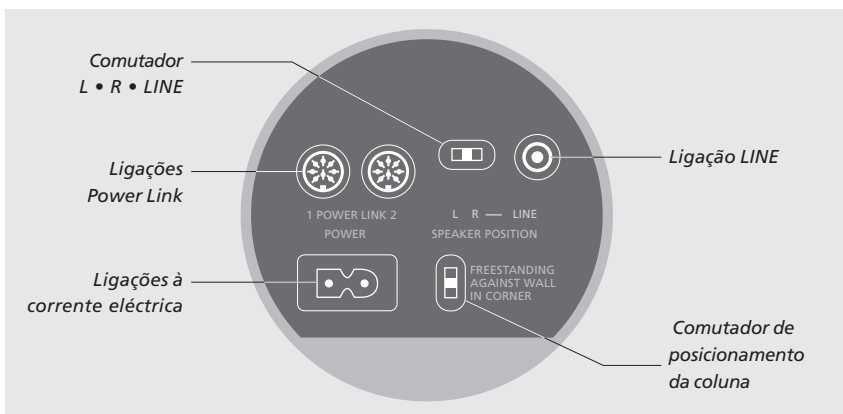 Comutador
L • R • LINE
Ligações
Power Link
Ligações à
corrente eléctrica
1 POWER LINK 2
POWER
L R — LINE
SPEAKER POSITION
FREESTANDING
AGAINST WALL
IN CORNER
Ligação LINE
Comutador de
posicionamento
da coluna